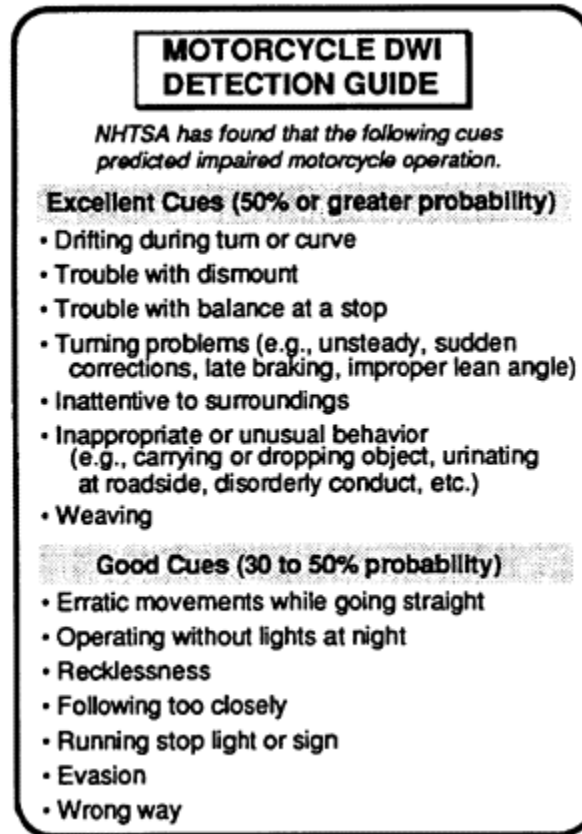 MOTORCYCLE DWI
DETECTION GUIDE
NHTSA has found that the following cues
predicted impaired motorcycle operation.
Excellent Cues (50% or greater probability)
• Drifting during turn or curve
• Trouble with dismount
• Trouble with balance at a stop
• Turning problems (e.g., unsteady, sudden
corrections, late braking, improper lean angle)
• Inattentive to surroundings
• Inappropriate or unusual behavior
(e.g., carrying or dropping object, urinating
at roadside, disorderly conduct, etc.)
• Weaving
Good Cues (30 to 50% probability)
• Erratic movements while going straight
• Operating without lights at night
• Recklessness
• Following too closely
• Running stop light or sign
• Evasion
• Wrong way